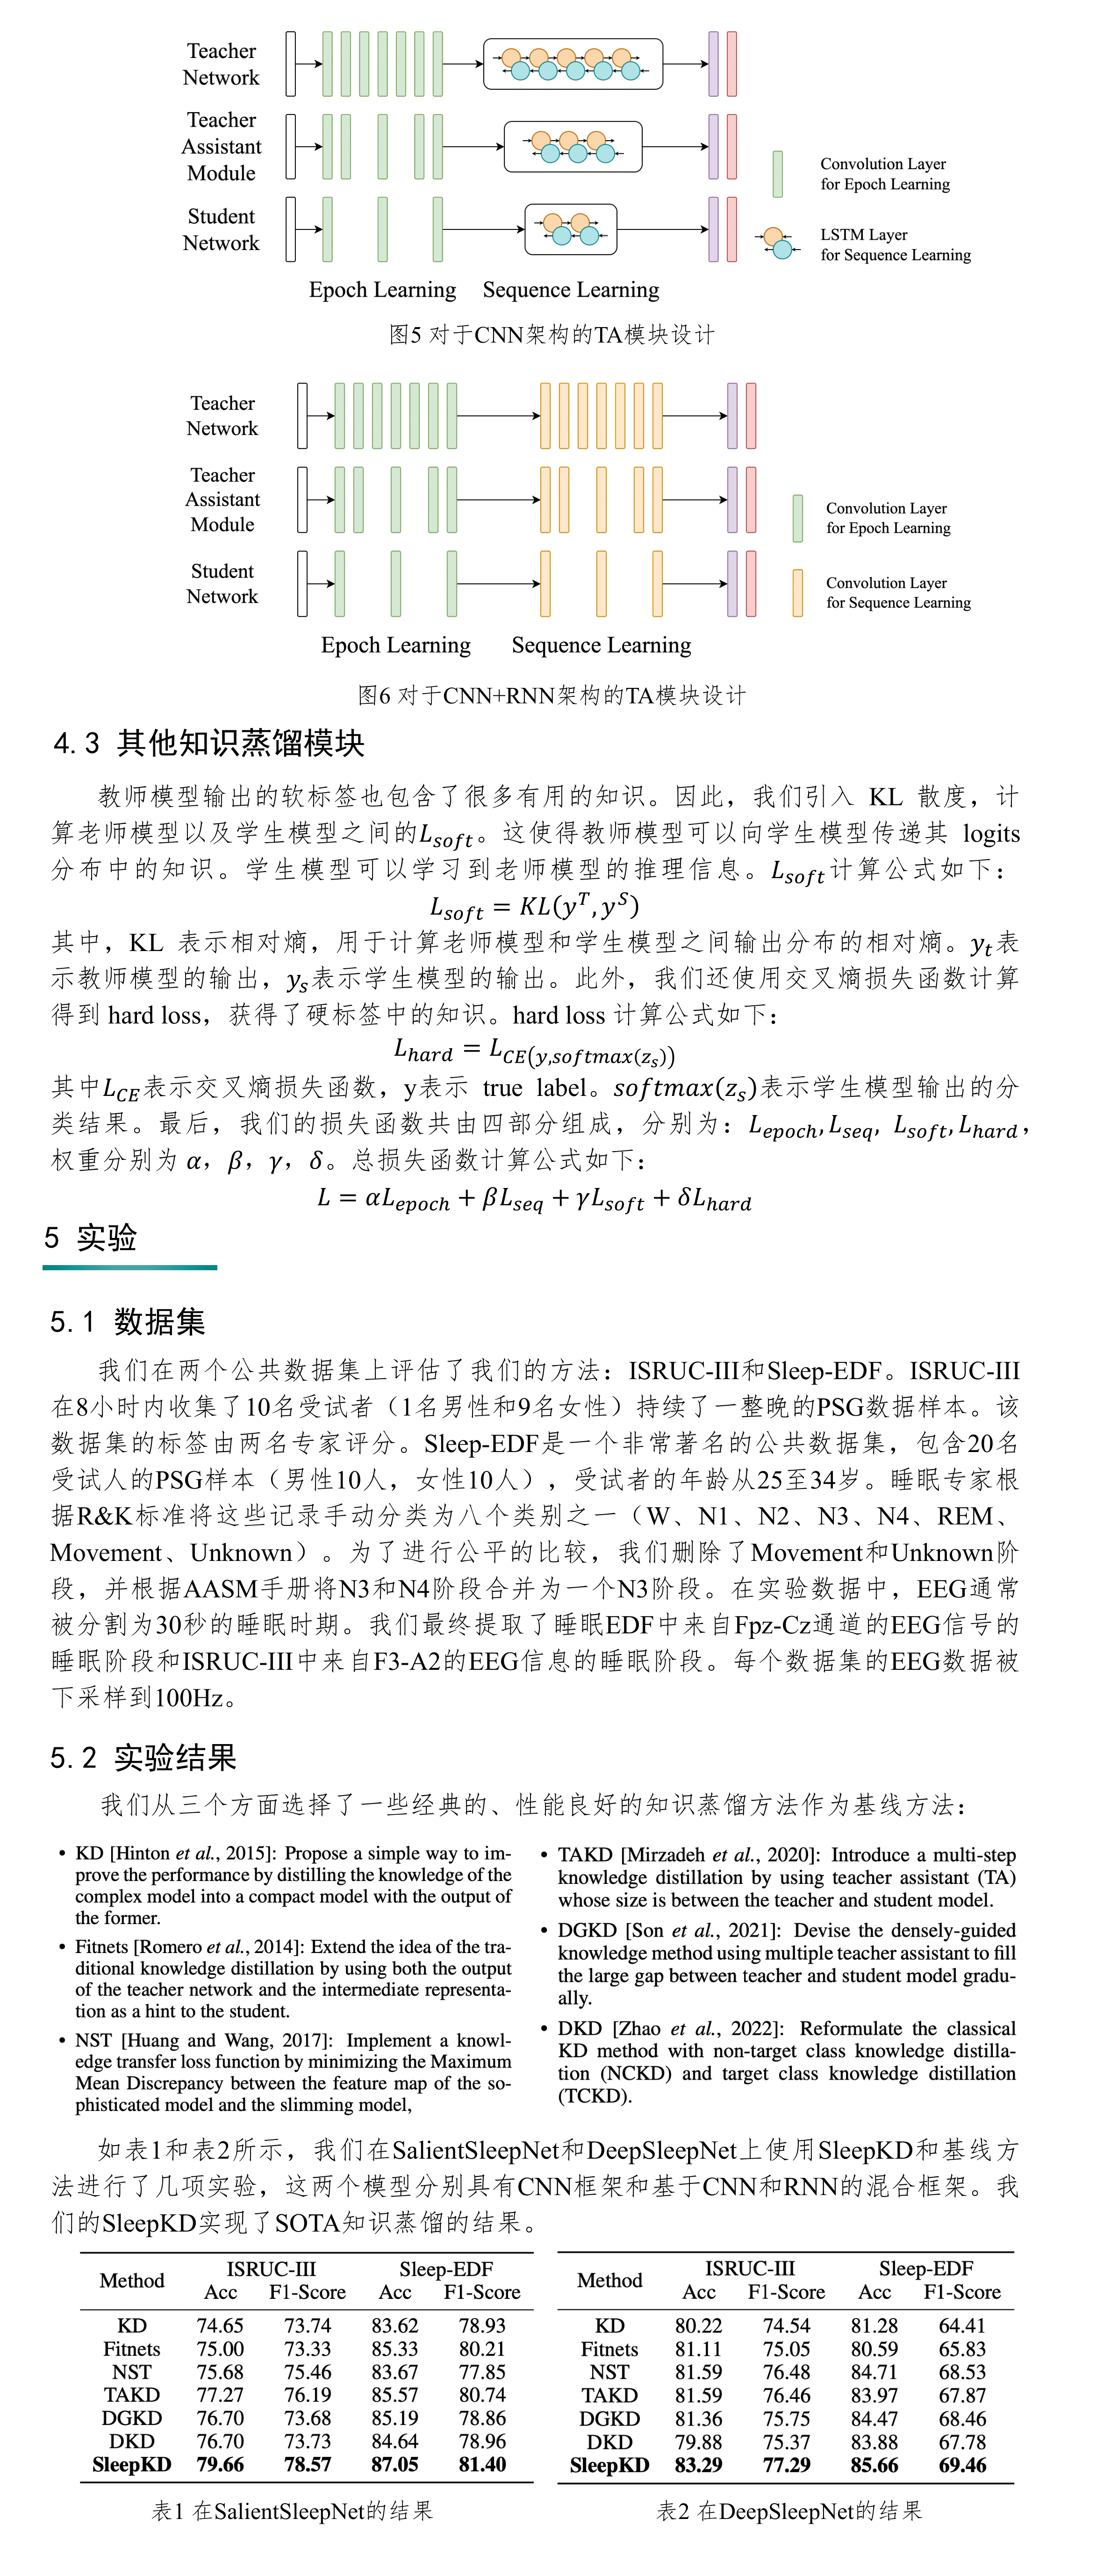 Teacher
Network
Teacher
Assistant
Module
Student
Network
Convolution Layer
for Epoch Learning
LSTM Layer
for Sequence Learning
Epoch Learning
Sequence Learning
图5 对于CNN架构的TA模块设计
Teacher
Network
Teacher
Assistant
Module
Student
Network
Convolution Layer
for Epoch Learning
Convolution Layer
for Sequence Learning
Epoch Learning
Sequence Learning
图6 对于CNN+RNN架构的TA模块设计
4.3 其他知识蒸馏模块
教师模型输出的软标签也包含了很多有用的知识。因此，我们引入 KL 散度，计
算老师模型以及学生模型之间的L_soft。这使得教师模型可以向学生模型传递其 logits
分布中的知识。学生模型可以学习到老师模型的推理信息。L_soft计算公式如下：
L_soft = KL(y^T, y^S)
其中，KL 表示相对熵，用于计算老师模型和学生模型之间输出分布的相对熵。y_t表
示教师模型的输出，y_s表示学生模型的输出。此外，我们还使用交叉熵损失函数计算
得到 hard loss，获得了硬标签中的知识。hard loss 计算公式如下：
L_hard = L_CE(y,softmax(z_s))
其中L_CE表示交叉熵损失函数，y表示 true label。softmax(z_s)表示学生模型输出的分
类结果。最后，我们的损失函数共由四部分组成，分别为：L_epoch, L_seq, L_soft, L_hard，
权重分别为 α，β，γ，δ。总损失函数计算公式如下：
L = αL_epoch + βL_seq + γL_soft + δL_hard
5 实验
5.1 数据集
我们在两个公共数据集上评估了我们的方法：ISRUC-III和Sleep-EDF。ISRUC-III
在8小时内收集了10名受试者（1名男性和9名女性）持续了一整晚的PSG数据样本。该
数据集的标签由两名专家评分。Sleep-EDF是一个非常著名的公共数据集，包含20名
受试人的PSG样本（男性10人，女性10人），受试者的年龄从25至34岁。睡眠专家根
据R&K标准将这些记录手动分类为八个类别之一（W、N1、N2、N3、N4、REM、
Movement、Unknown）。为了进行公平的比较，我们删除了Movement和Unknown阶
段，并根据AASM手册将N3和N4阶段合并为一个N3阶段。在实验数据中，EEG通常
被分割为30秒的睡眠时期。我们最终提取了睡眠EDF中来自Fpz-Cz通道的EEG信号的
睡眠阶段和ISRUC-III中来自F3-A2的EEG信息的睡眠阶段。每个数据集的EEG数据被
下采样到100Hz。
5.2 实验结果
我们从三个方面选择了一些经典的、性能良好的知识蒸馏方法作为基线方法：
• KD [Hinton et al., 2015]: Propose a simple way to im-
prove the performance by distilling the knowledge of the
complex model into a compact model with the output of
the former.
• Fitnets [Romero et al., 2014]: Extend the idea of the tra-
ditional knowledge distillation by using both the output
of the teacher network and the intermediate representa-
tion as a hint to the student.
• NST [Huang and Wang, 2017]: Implement a knowl-
edge transfer loss function by minimizing the Maximum
Mean Discrepancy between the feature map of the so-
phisticated model and the slimming model,
• TAKD [Mirzadeh et al., 2020]: Introduce a multi-step
knowledge distillation by using teacher assistant (TA)
whose size is between the teacher and student model.
• DGKD [Son et al., 2021]: Devise the densely-guided
knowledge method using multiple teacher assistant to fill
the large gap between teacher and student model gradu-
ally.
• DKD [Zhao et al., 2022]: Reformulate the classical
KD method with non-target class knowledge distilla-
tion (NCKD) and target class knowledge distillation
(TCKD).
如表1和表2所示，我们在SalientSleepNet和DeepSleepNet上使用SleepKD和基线方
法进行了几项实验，这两个模型分别具有CNN框架和基于CNN和RNN的混合框架。我
们的SleepKD实现了SOTA知识蒸馏的结果。
Method ISRUC-III Sleep-EDF
Acc F1-Score Acc F1-Score
KD 74.65 73.74 83.62 78.93
Fitnets 75.00 73.33 85.33 80.21
NST 75.68 75.46 83.67 77.85
TAKD 77.27 76.19 85.57 80.74
DGKD 76.70 73.68 85.19 78.86
DKD 76.70 73.73 84.64 78.96
SleepKD 79.66 78.57 87.05 81.40
表1 在SalientSleepNet的结果
Method ISRUC-III Sleep-EDF
Acc F1-Score Acc F1-Score
KD 80.22 74.54 81.28 64.41
Fitnets 81.11 75.05 80.59 65.83
NST 81.59 76.48 84.71 68.53
TAKD 81.59 76.46 83.97 67.87
DGKD 81.36 75.75 84.47 68.46
DKD 79.88 75.37 83.88 67.78
SleepKD 83.29 77.29 85.66 69.46
表2 在DeepSleepNet的结果